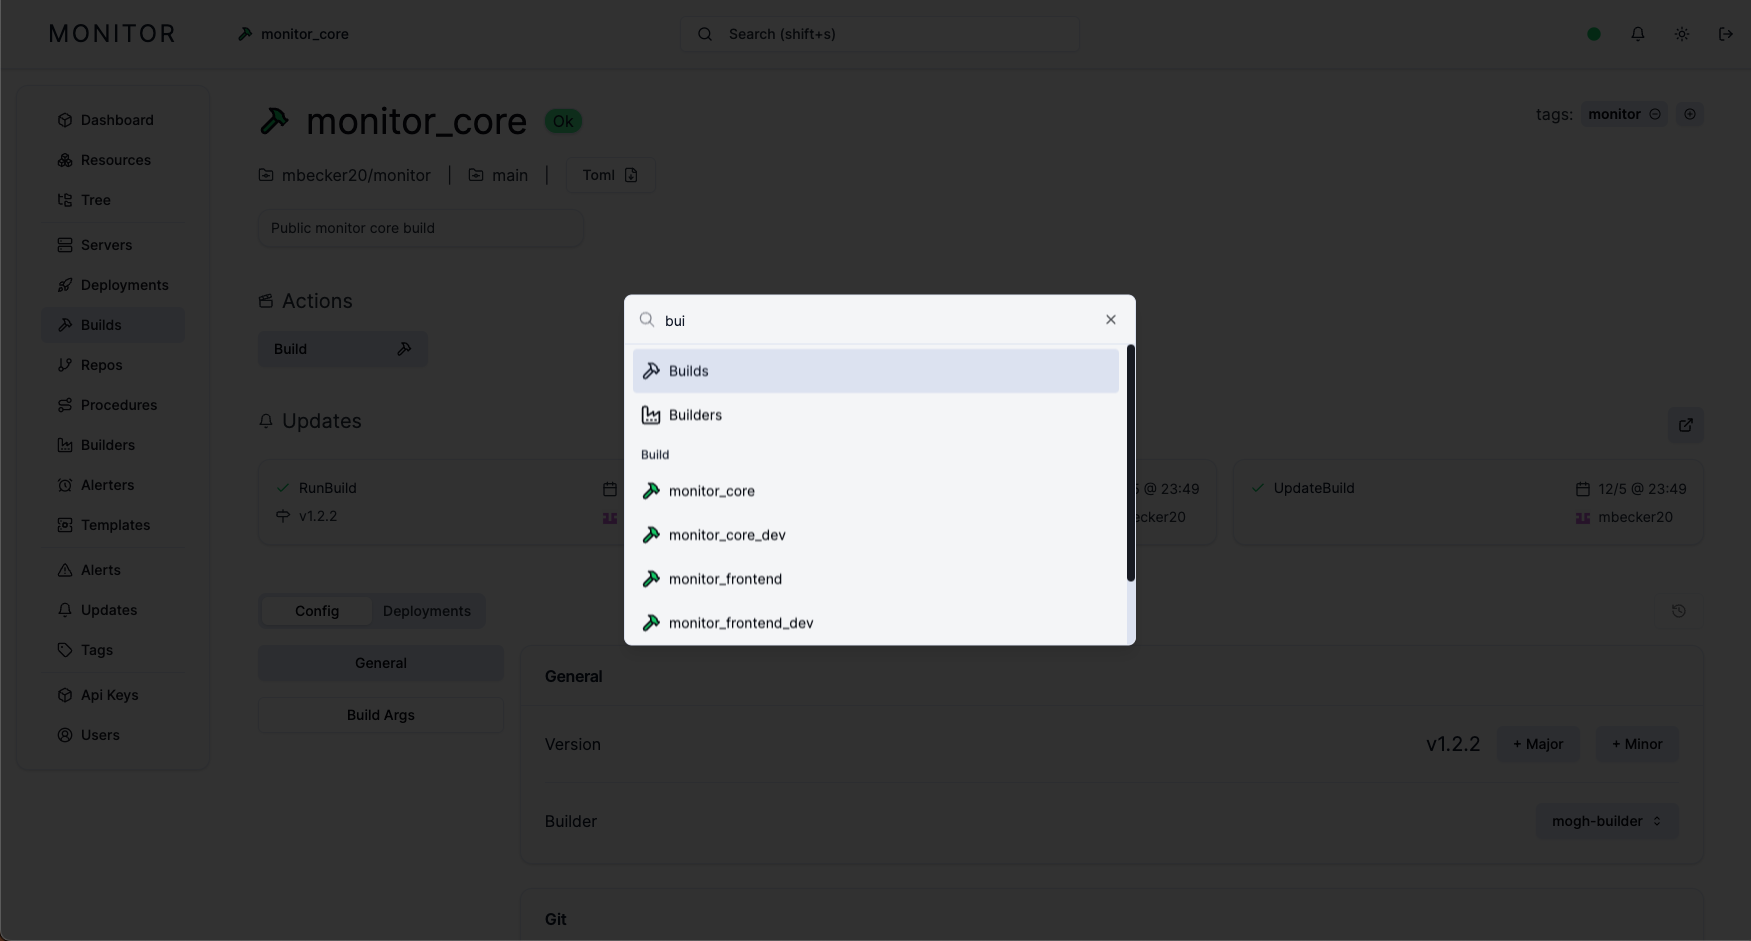 MONITOR
monitor_core
Search (shift+s)
Dashboard
Resources
Tree
Servers
Deployments
Builds
Repos
Procedures
Builders
Alerters
Templates
Alerts
Updates
Tags
Api Keys
Users
monitor_core Ok
tags: monitor
mbecker20/monitor | main | Toml
Public monitor core build
Actions
Build
Updates
RunBuild
v1.2.2
@ 23:49
ecker20
UpdateBuild 12/5 @ 23:49
mbecker20
Config Deployments
General
Build Args
General
Version v1.2.2 + Major + Minor
Builder mogh-builder
Git
bui
Builds
Builders
Build
monitor_core
monitor_core_dev
monitor_frontend
monitor_frontend_dev